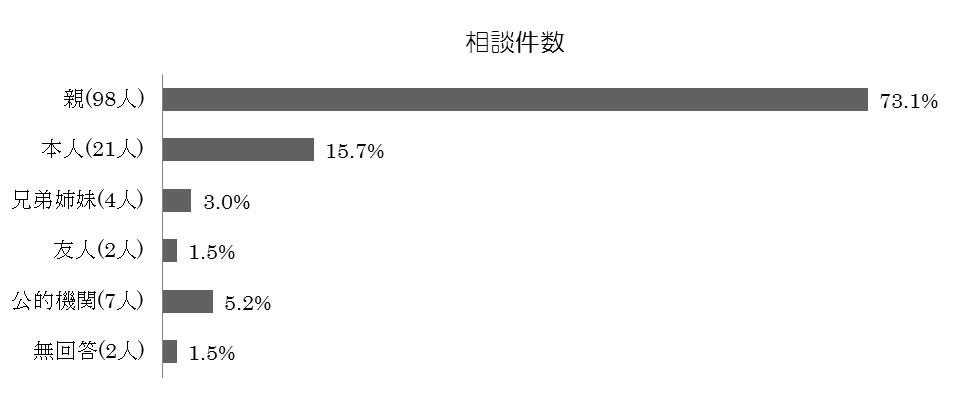 相談件数
親(98人) 73.1%
本人(21人) 15.7%
兄弟姉妹(4人) 3.0%
友人(2人) 1.5%
公的機関(7人) 5.2%
無回答(2人) 1.5%